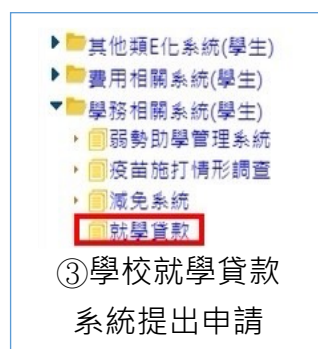 其他類E化系統(學生)
費用相關系統(學生)
學務相關系統(學生)
弱勢助學管理系統
疫苗施打情形調查
減免系統
就學貸款
③學校就學貸款
系統提出申請